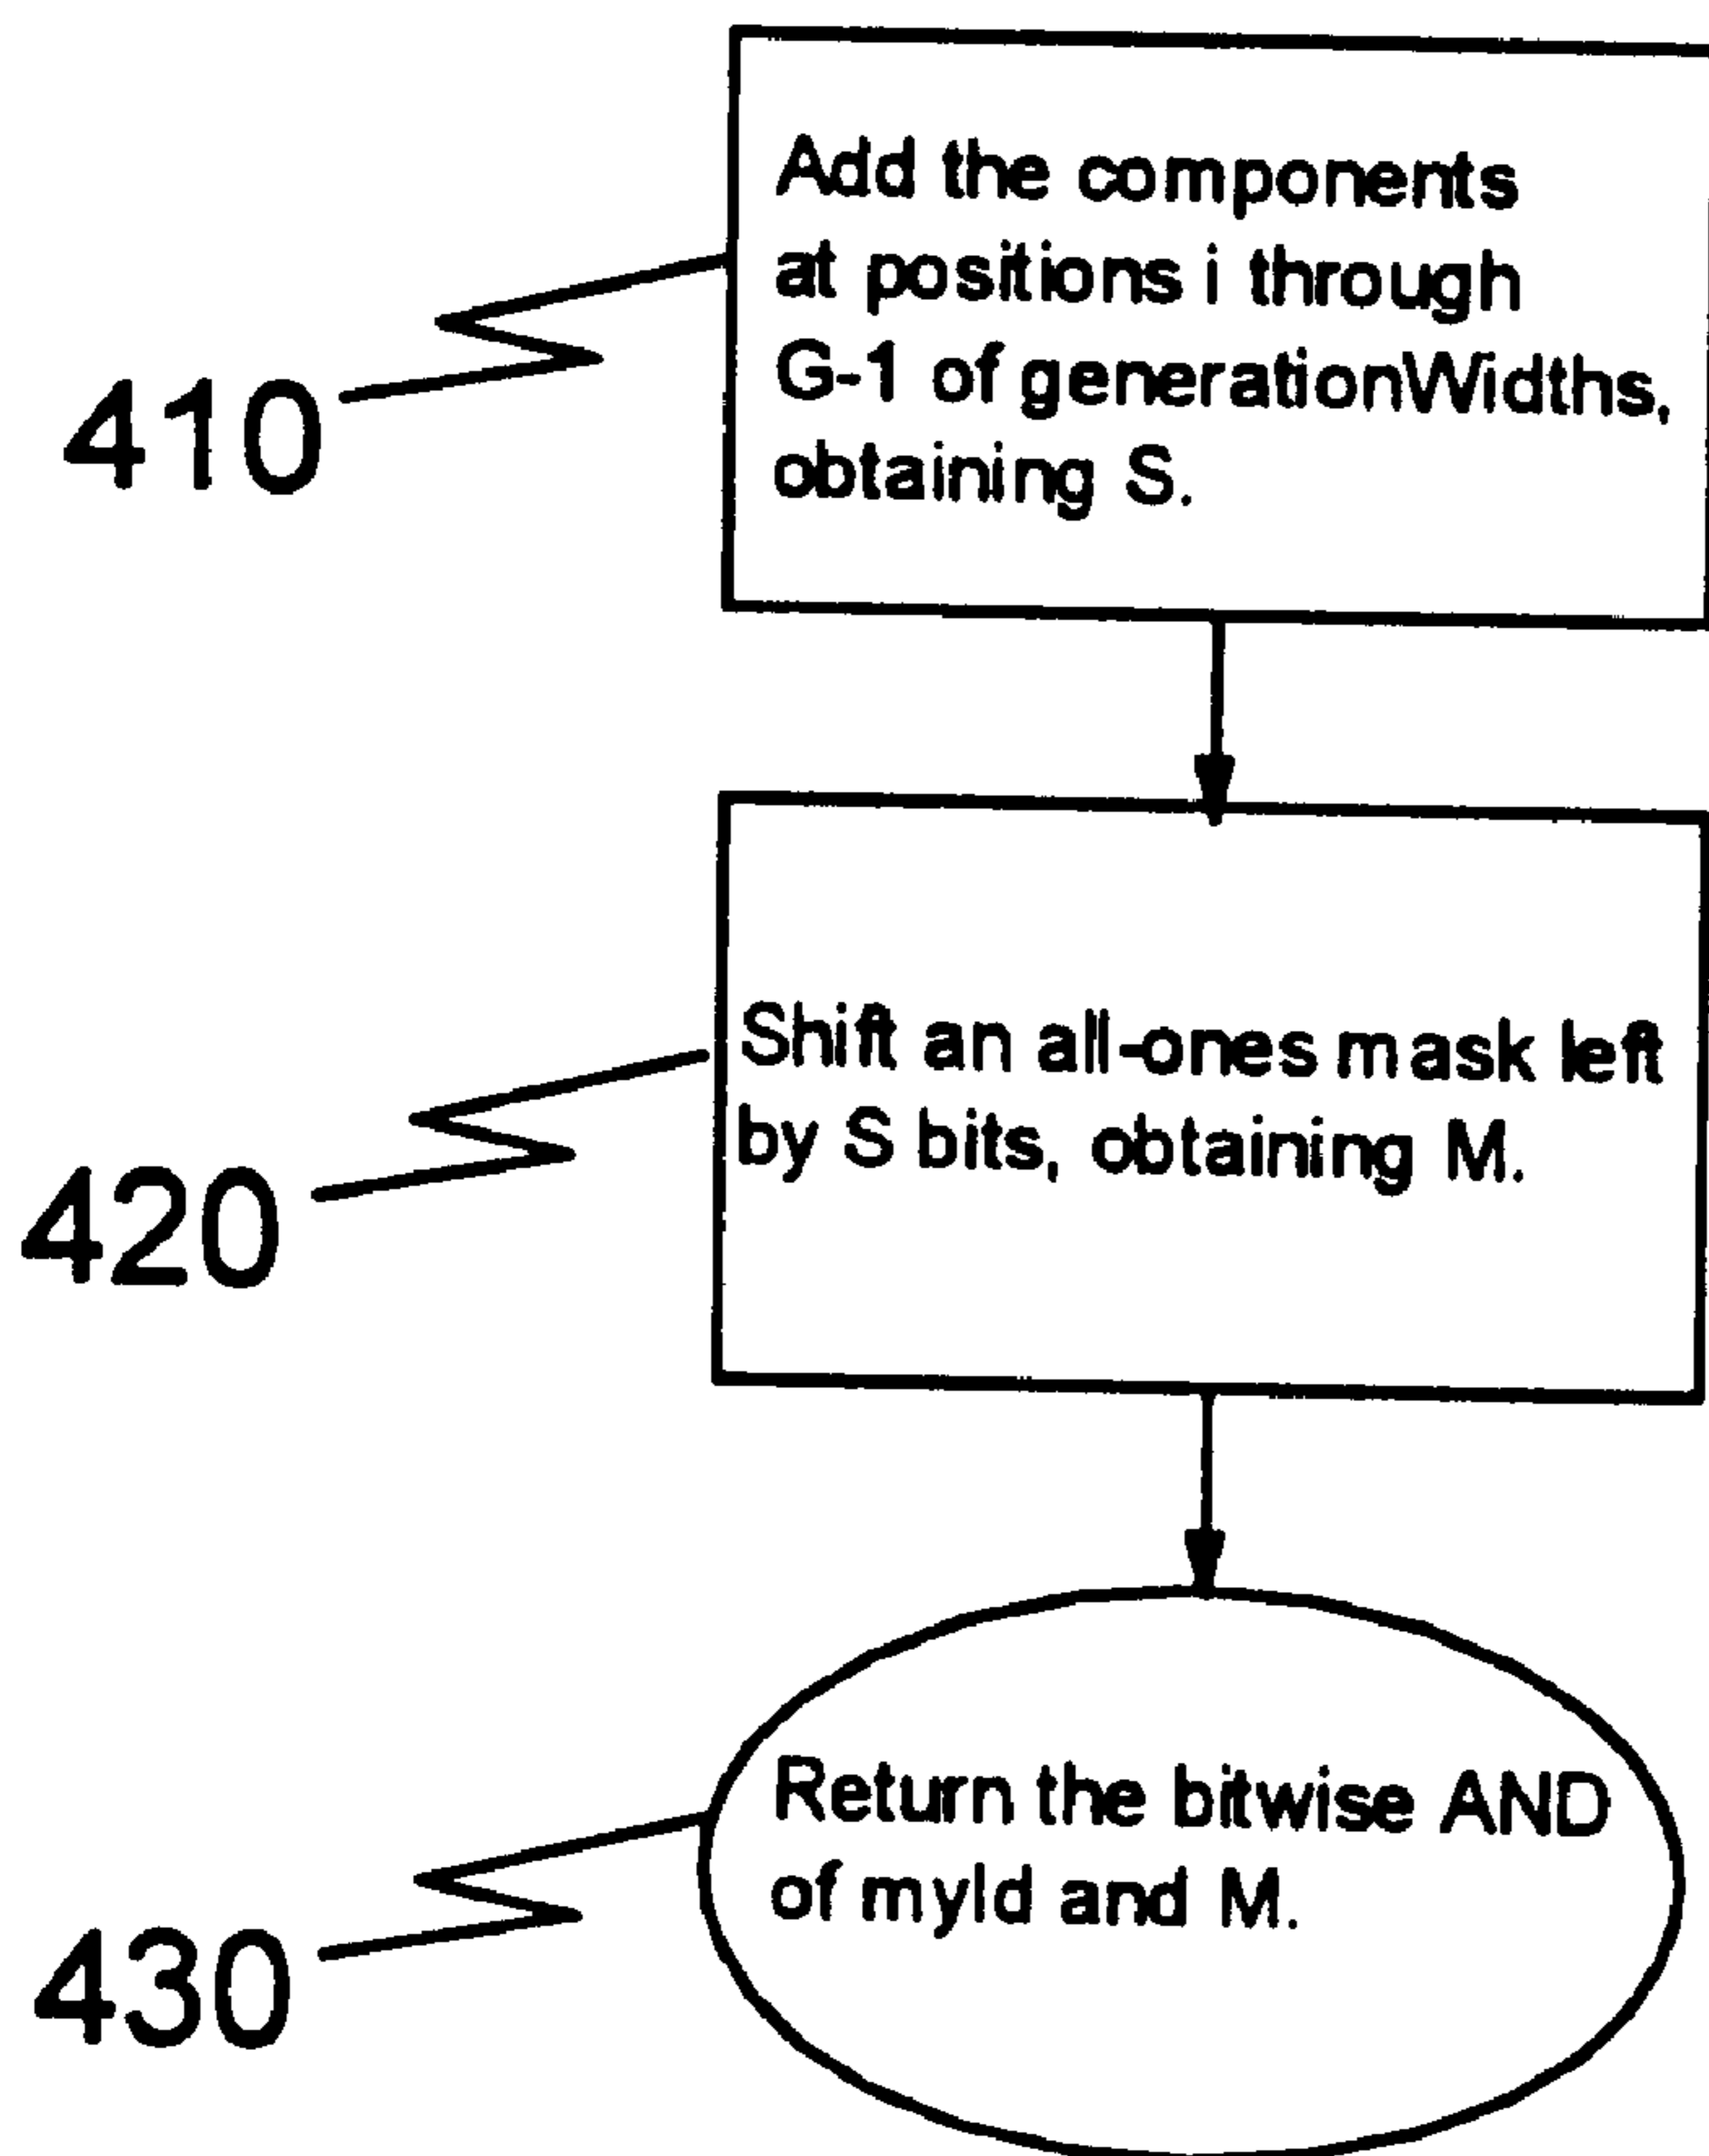 Add the components
at positions i through
G-1 of generationWidths,
obtaining S.
410
Shift an all-ones mask left
by S bits, obtaining M.
420
Return the bitwise AND
of myId and M.
430